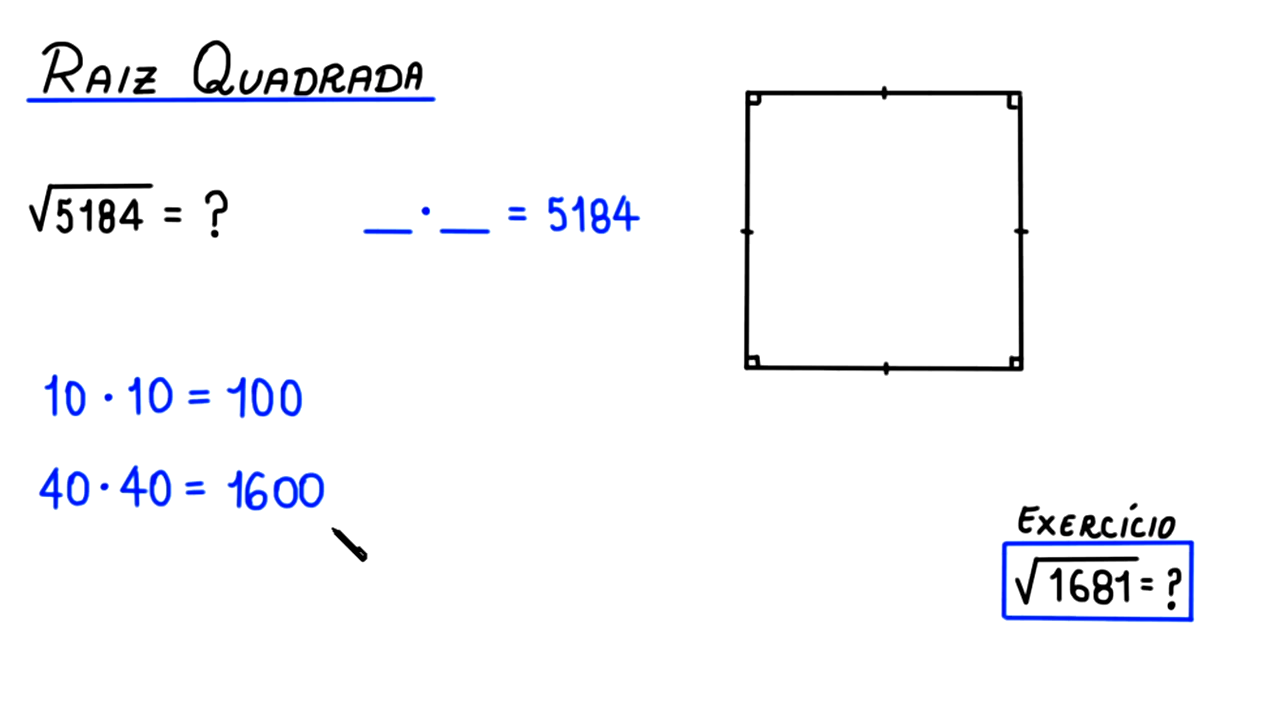 RAIZ QUADRADA
√5184 = ?
__ · __ = 5184
10 · 10 = 100
40 · 40 = 1600
EXERCÍCIO
√1681 = ?